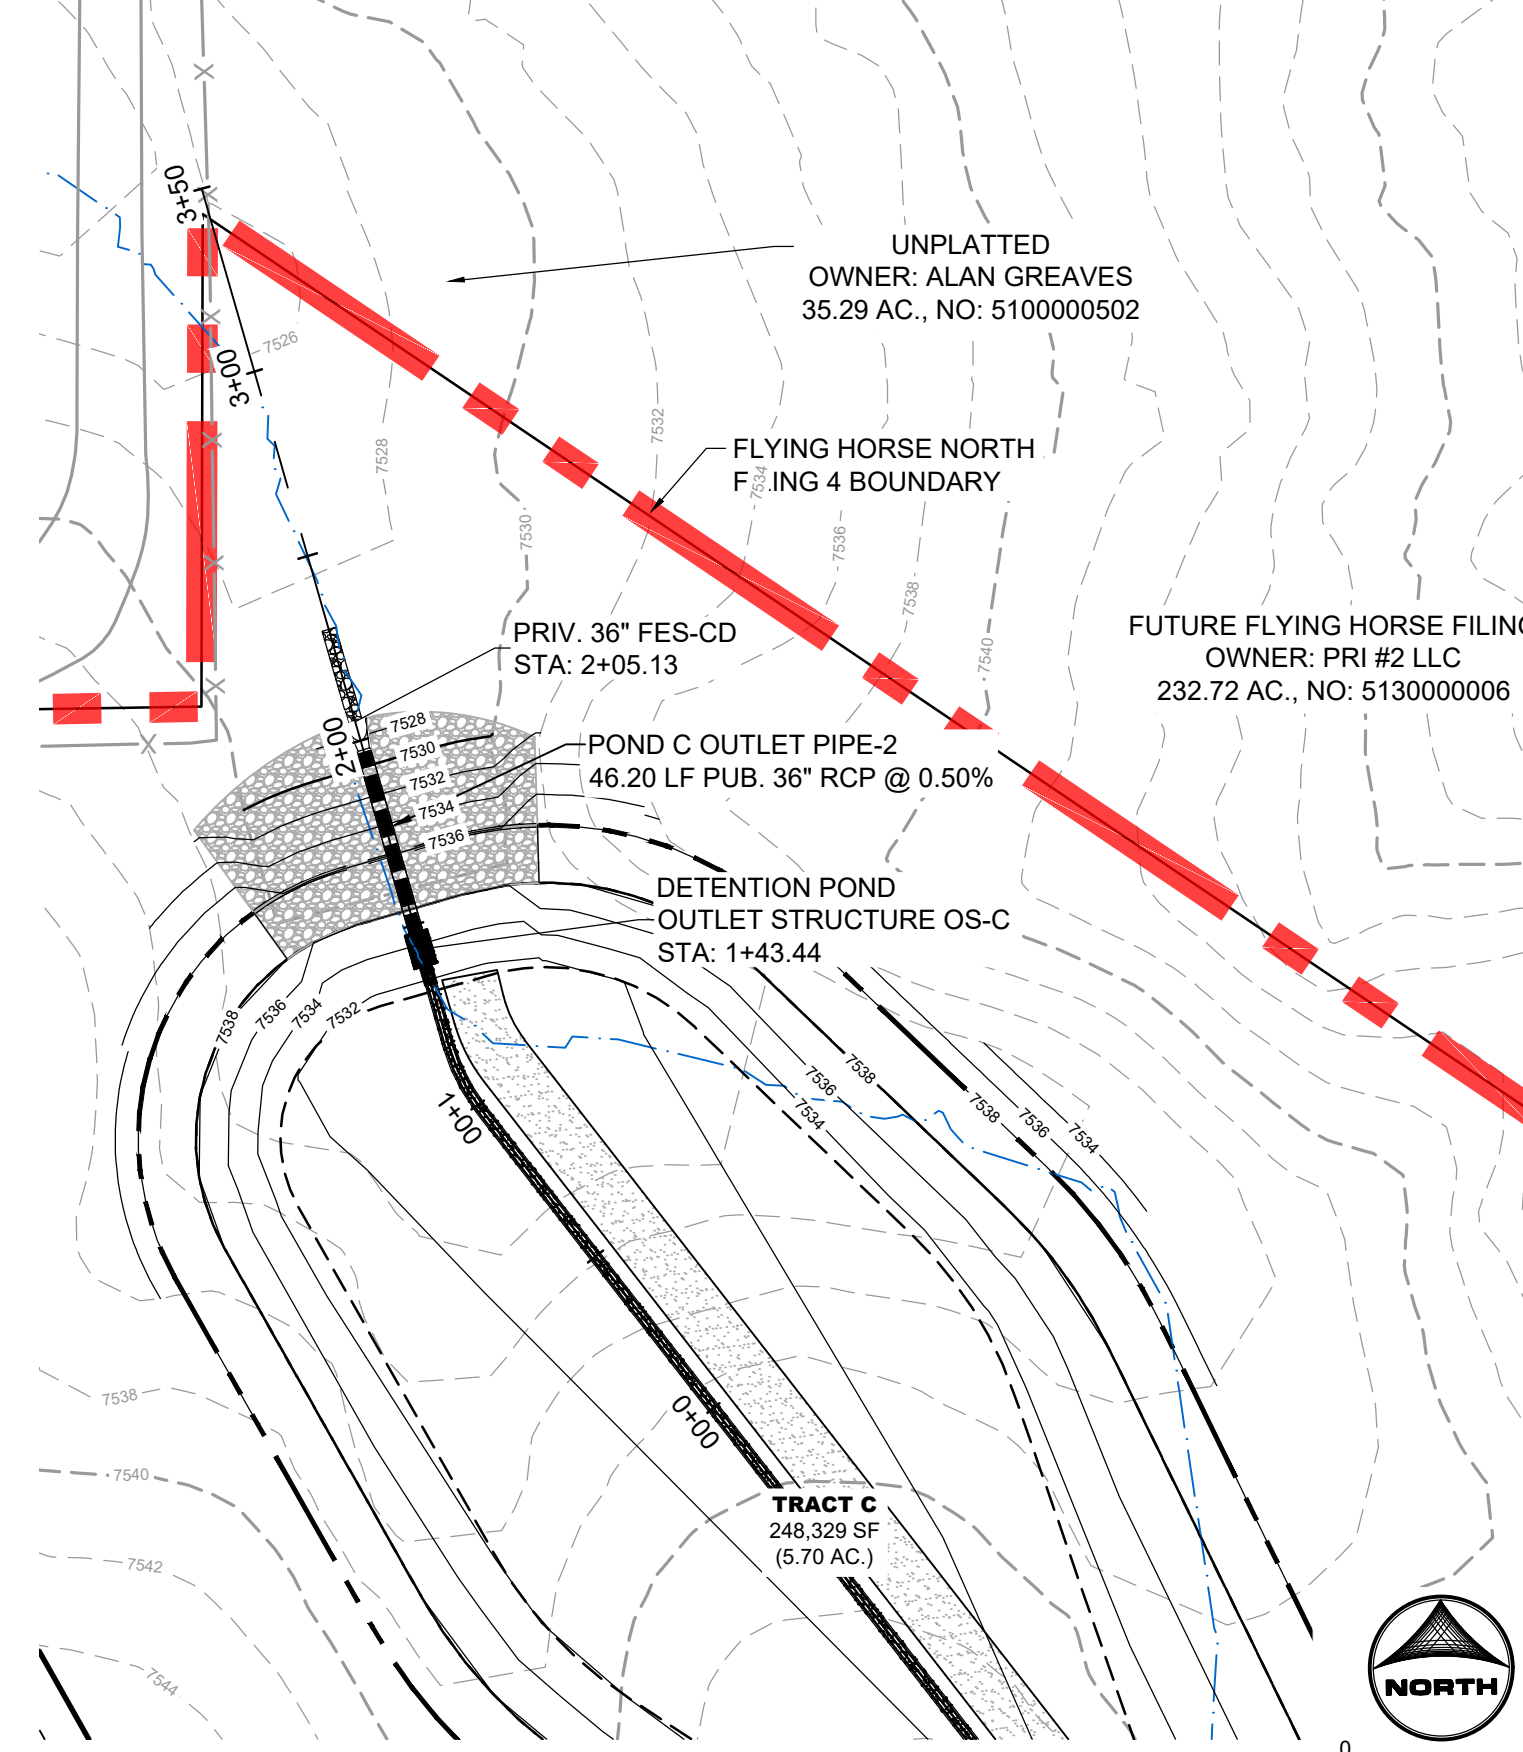 3+50
UNPLATTED
OWNER: ALAN GREAVES
35.29 AC., NO: 5100000502
7526
3+00
7532
7528
FLYING HORSE NORTH
F ING 4 BOUNDARY
7534
7530
7536
7538
7540
FUTURE FLYING HORSE FILING
OWNER: PRI #2 LLC
232.72 AC., NO: 5130000006
PRIV. 36" FES-CD
STA: 2+05.13
2+00
7528
7530
7532
7534
7536
POND C OUTLET PIPE-2
46.20 LF PUB. 36" RCP @ 0.50%
DETENTION POND
OUTLET STRUCTURE OS-C
STA: 1+43.44
7538
7536
7534
7532
1+00
7538
7536
7534
7538
7536
7534
7538
0+00
7540
TRACT C
248,329 SF
(5.70 AC.)
7542
7544
NORTH
0